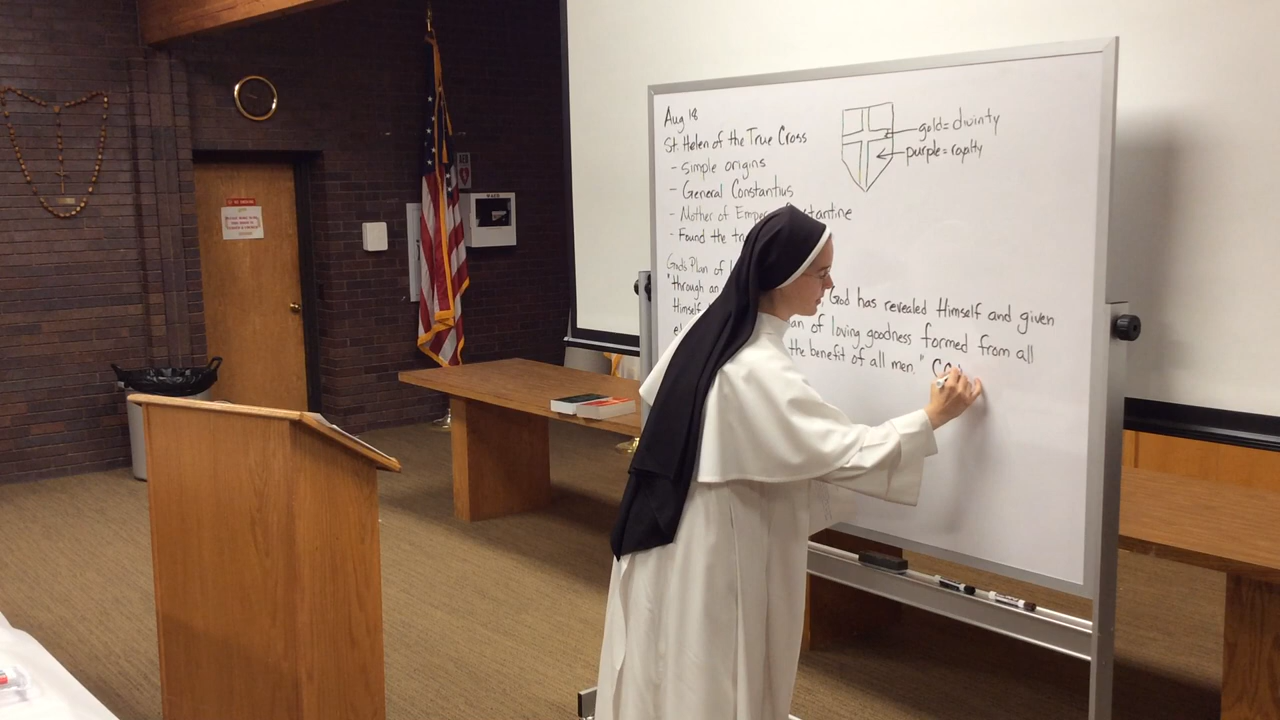 Aug 18
St. Helen of the True Cross
- Simple origins
- General Constantius
- Mother of Emper Constantine
- Found the tr
gold = divinty
purple = royalty
God's Plan of
"through an God has revealed Himself and given
Himself an of loving goodness formed from all
the benefit of all men." CC